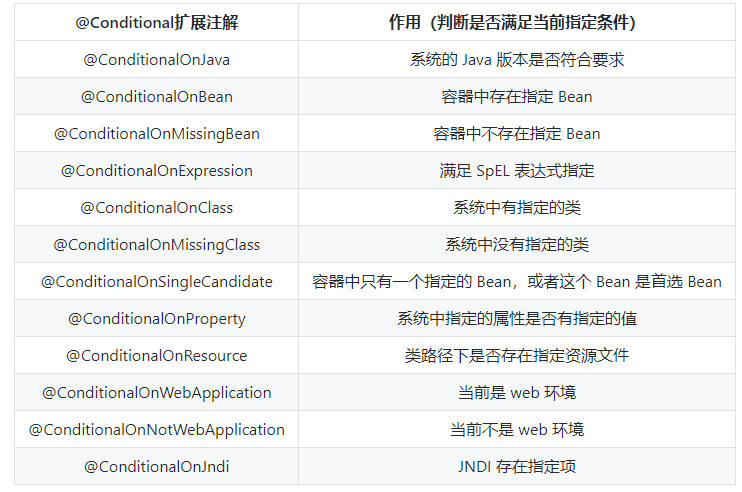 @Conditional扩展注解 作用（判断是否满足当前指定条件）
@ConditionalOnJava 系统的 Java 版本是否符合要求
@ConditionalOnBean 容器中存在指定 Bean
@ConditionalOnMissingBean 容器中不存在指定 Bean
@ConditionalOnExpression 满足 SpEL 表达式指定
@ConditionalOnClass 系统中有指定的类
@ConditionalOnMissingClass 系统中没有指定的类
@ConditionalOnSingleCandidate 容器中只有一个指定的 Bean，或者这个 Bean 是首选 Bean
@ConditionalOnProperty 系统中指定的属性是否有指定的值
@ConditionalOnResource 类路径下是否存在指定资源文件
@ConditionalOnWebApplication 当前是 web 环境
@ConditionalOnNotWebApplication 当前不是 web 环境
@ConditionalOnJndi JNDI 存在指定项